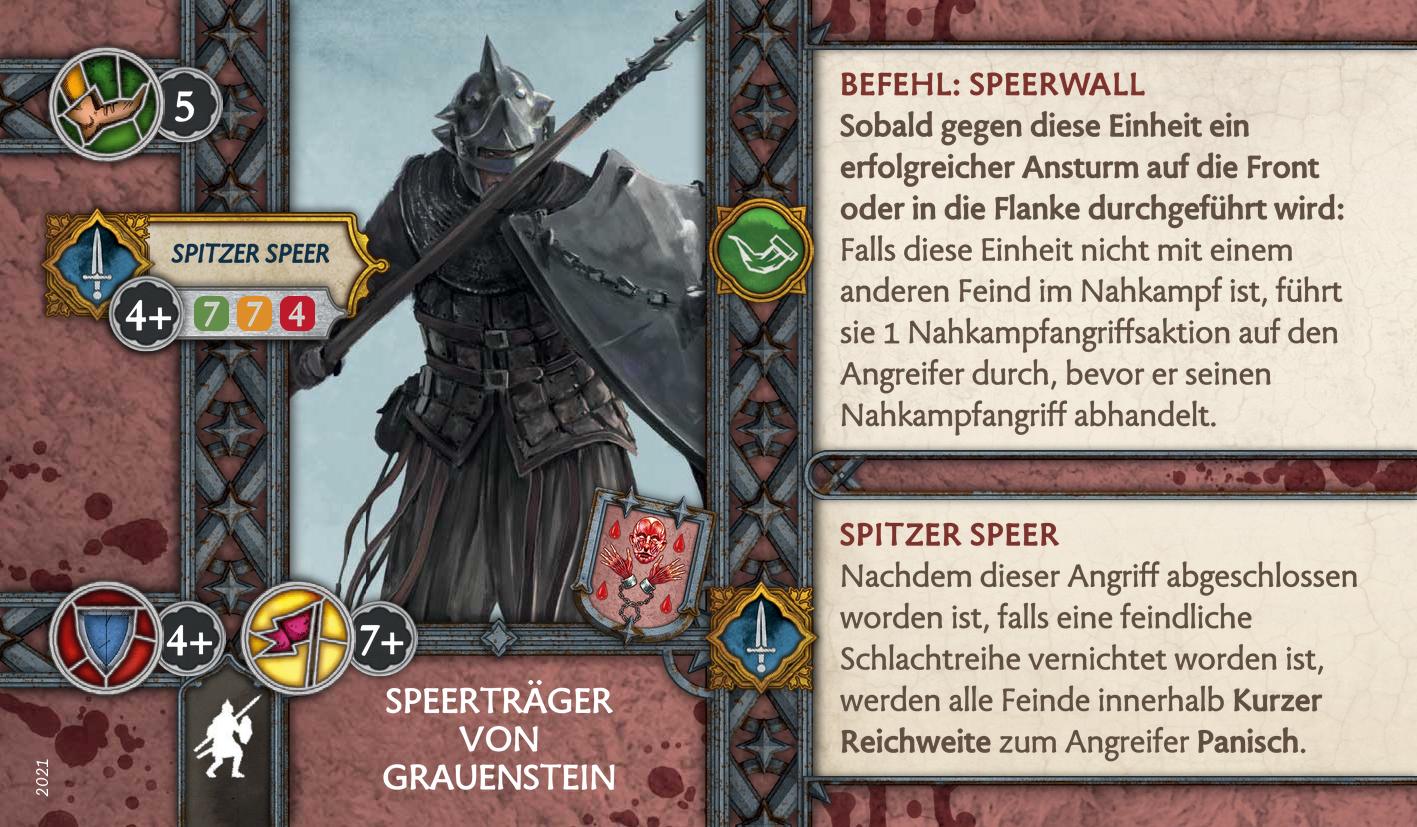 5
SPITZER SPEER
4+ 7 7 4
4+ 7+
SPEERTRÄGER
VON
GRAUENSTEIN
2021
BEFEHL: SPEERWALL
Sobald gegen diese Einheit ein
erfolgreicher Ansturm auf die Front
oder in die Flanke durchgeführt wird:
Falls diese Einheit nicht mit einem
anderen Feind im Nahkampf ist, führt
sie 1 Nahkampfangriffsaktion auf den
Angreifer durch, bevor er seinen
Nahkampfangriff abhandelt.
SPITZER SPEER
Nachdem dieser Angriff abgeschlossen
worden ist, falls eine feindliche
Schlachtreihe vernichtet worden ist,
werden alle Feinde innerhalb Kurzer
Reichweite zum Angreifer Panisch.